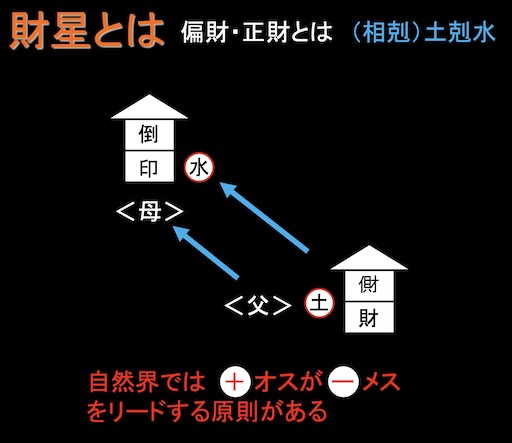 財星とは 偏財・正財とは （相剋）土剋水
倒
印 水
＜母＞
＜父＞ 土
財
財
自然界では ＋オスが －メス
をリードする原則がある